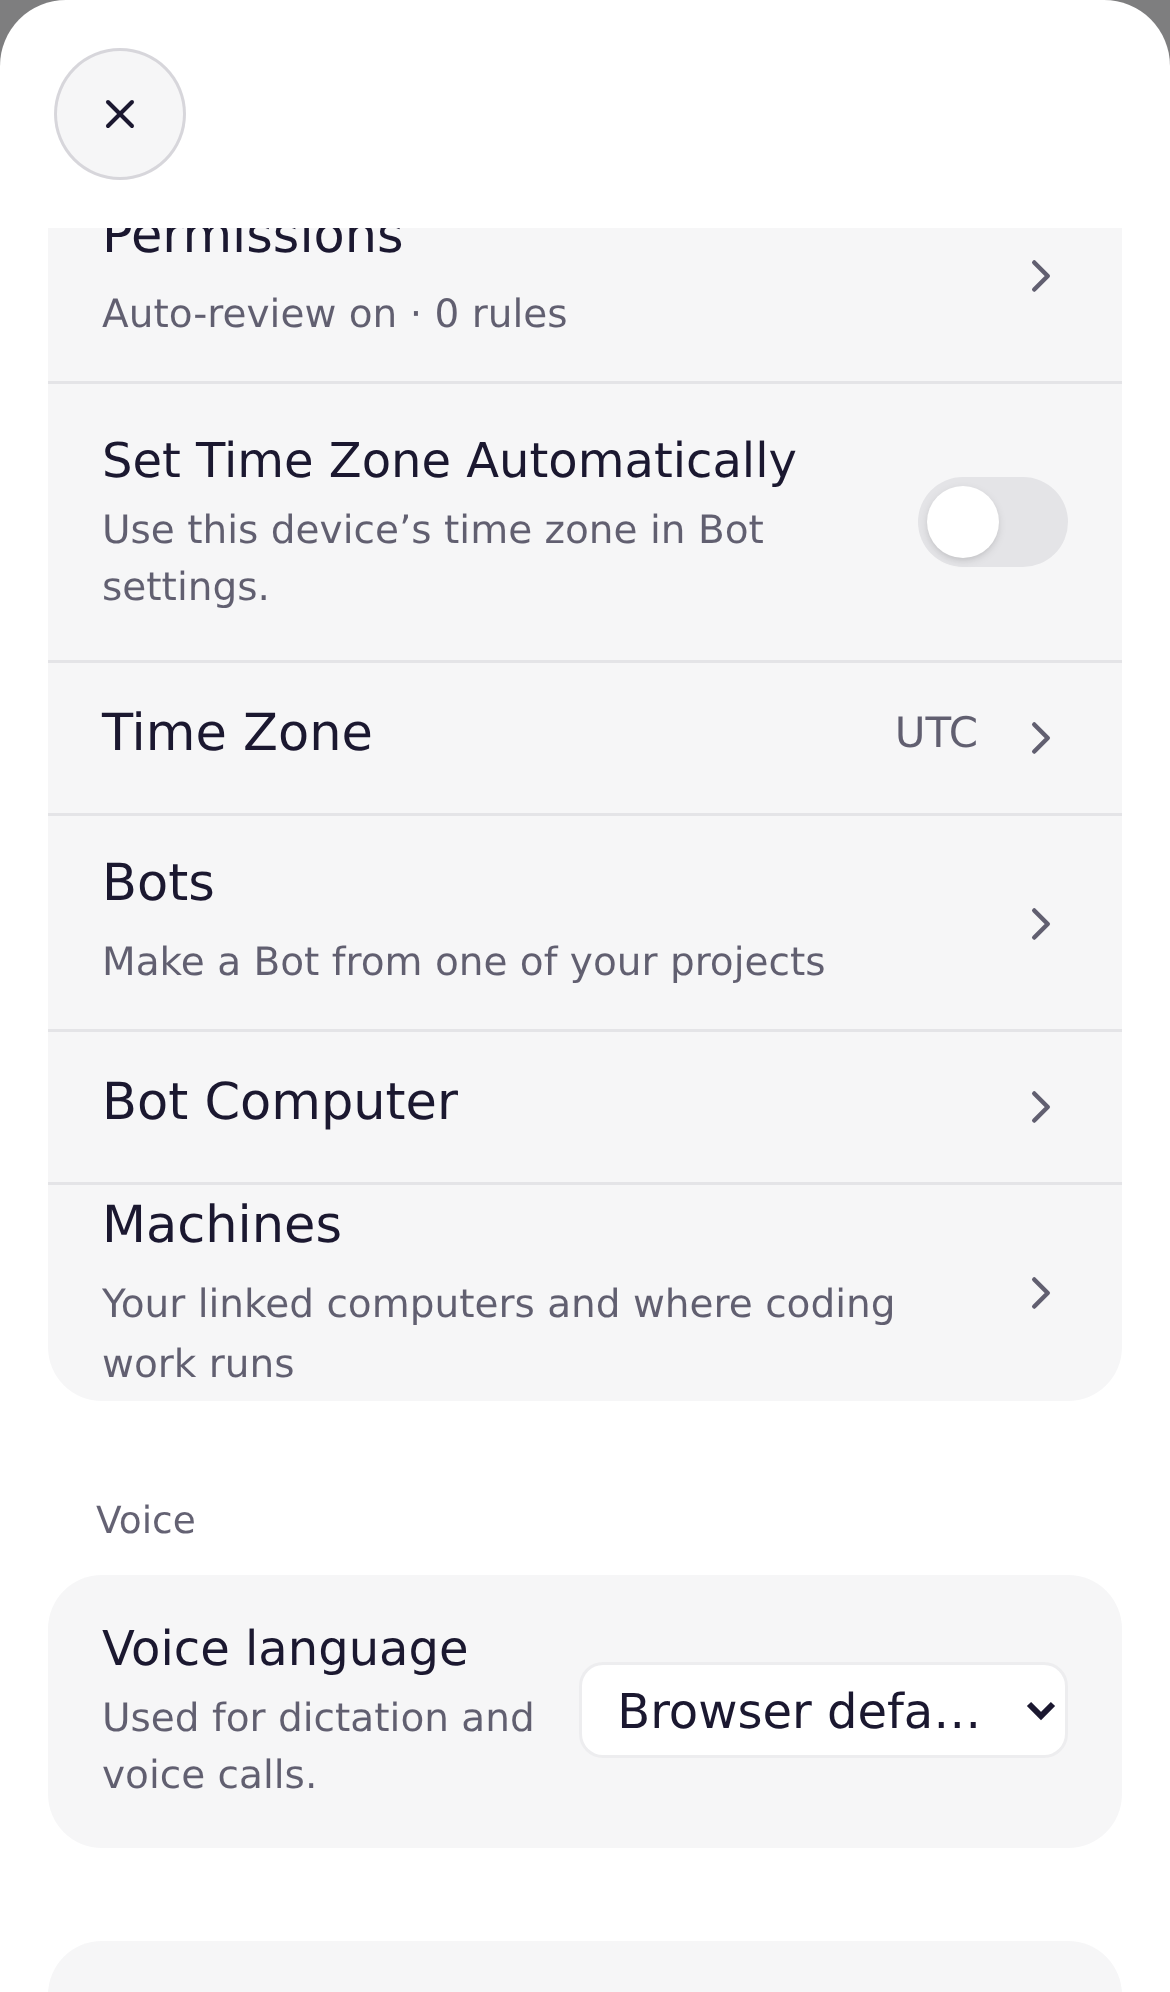 Permissions
Auto-review on · 0 rules
Set Time Zone Automatically
Use this device’s time zone in Bot
settings.
Time Zone
UTC
Bots
Make a Bot from one of your projects
Bot Computer
Machines
Your linked computers and where coding
work runs
Voice
Voice language
Used for dictation and
voice calls.
Browser defa...